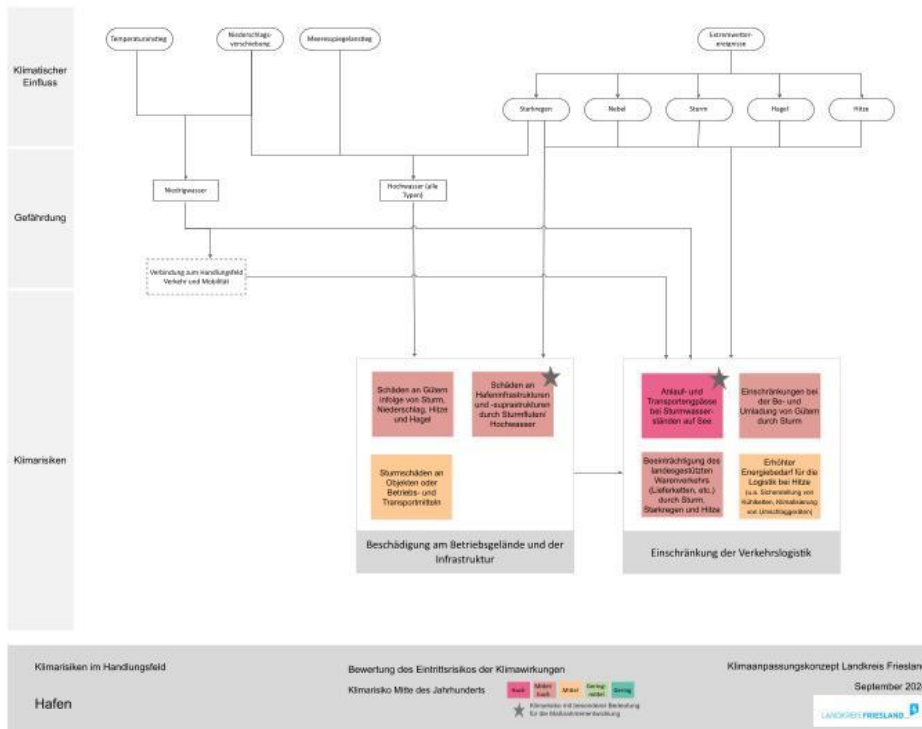 Temperaturanstieg
Niederschlags-
verschiebung
Meeresspiegelanstieg
Extremwetter-
ereignisse
Klimatischer
Einfluss
Starkregen
Nebel
Sturm
Hagel
Hitze
Gefährdung
Niedrigwasser
Hochwasser (alle
Typen)
Verbindung zum Handlungsfeld
Verkehr und Mobilität
Klimarisiken
Schäden an Gütern
infolge von Sturm,
Niederschlag, Hitze
und Hagel
Schäden an
Hafeninfrastrukturen
und -suprastrukturen
durch Sturmfluten/
Hochwasser
Sturmschäden an
Objekten oder
Betriebs- und
Transportmitteln
Beschädigung am Betriebsgelände und der
Infrastruktur
Anlauf- und
Transportengpässe
bei Sturmwasser-
ständen auf See
Einschränkungen bei
der Be- und
Umladung von Gütern
durch Sturm
Beeinträchtigung des
landgestützten
Warenverkehrs
(Lieferketten, etc.)
durch Sturm,
Starkregen und Hitze
Erhöhter
Energiebedarf für die
Logistik bei Hitze
(u.a. Sicherstellung von
Kühlketten, Klimatisierung
von Umschlaggeräten)
Einschränkung der Verkehrslogistik
Klimarisiken im Handlungsfeld
Hafen
Bewertung des Eintrittsrisikos der Klimawirkungen
Klimarisiko Mitte des Jahrhunderts
Hoch
Mittel-
hoch
Mittel
Gering-
mittel
Gering
Klimarisiko mit besonderer Bedeutung
für die Maßnahmenentwicklung
Klimaanpassungskonzept Landkreis Friesland
September 202
LANDKREIS FRIESLAND